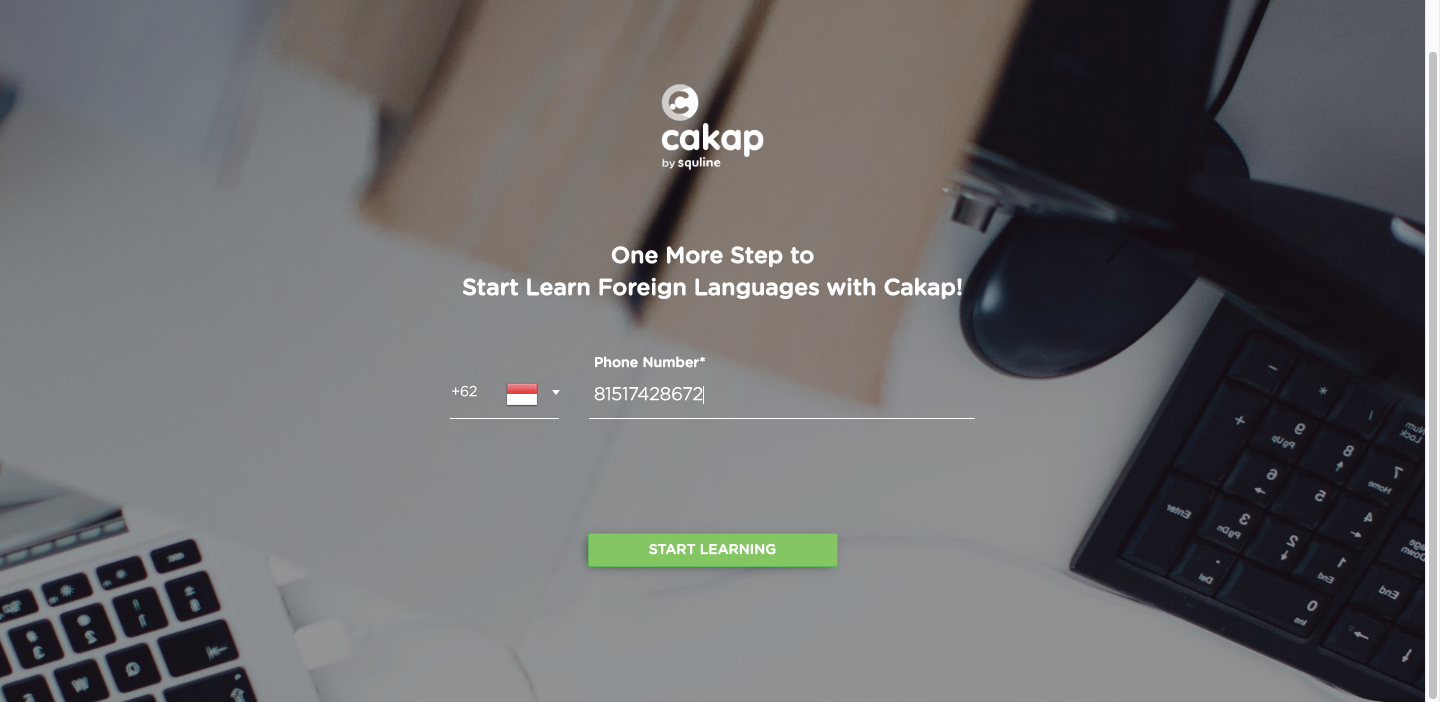 cakap
by squline
One More Step to
Start Learn Foreign Languages with Cakap!
Phone Number*
+62
81517428672
START LEARNING